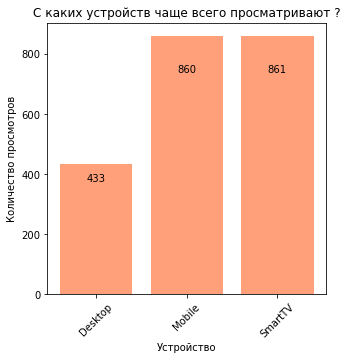 С каких устройств чаще всего просматривают ?
Количество просмотров
800
600
400
200
0
433
860
861
Desktop
Mobile
SmartTV
Устройство